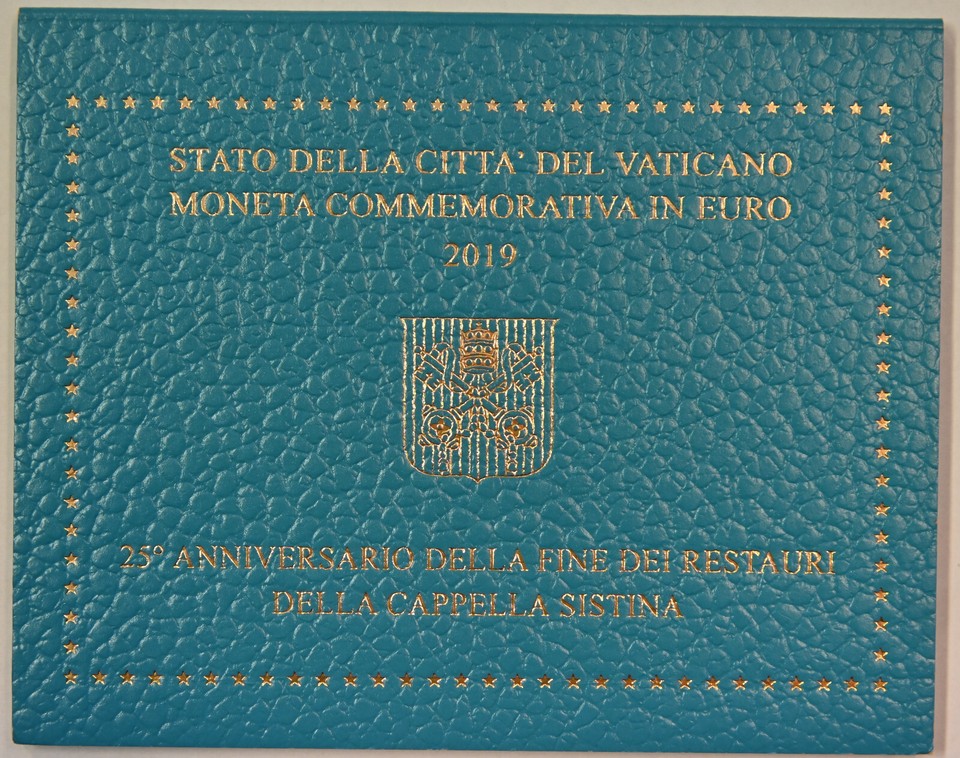 STATO DELLA CITTA' DEL VATICANO
MONETA COMMEMORATIVA IN EURO
2019
25° ANNIVERSARIO DELLA FINE DEI RESTAURI
DELLA CAPPELLA SISTINA